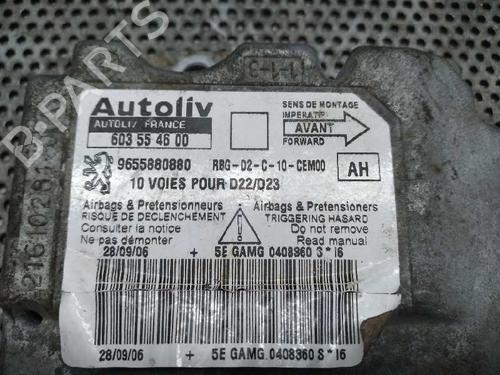 C-1-1
Autoliv
AUTOLIV FRANCE
603 55 46 00
SENS DE MONTAGE
IMPERATIF
AVANT
FORWARD
9655880880 RBG-02-C-10-CEM00 AH
10 VOIES POUR D22/D23
Airbags & Pretensionneurs
RISQUE DE DECLENCHEMENT
Consulter la notice
Ne pas démonter
Airbags & Pretensioners
TRIGGERING HASARD
Do not remove
Read manual
28/09/06 + 5E GAMG 0408360 S * 16
28/09/06 + 5E GAMG 0408360 S * 16
B-PARTS